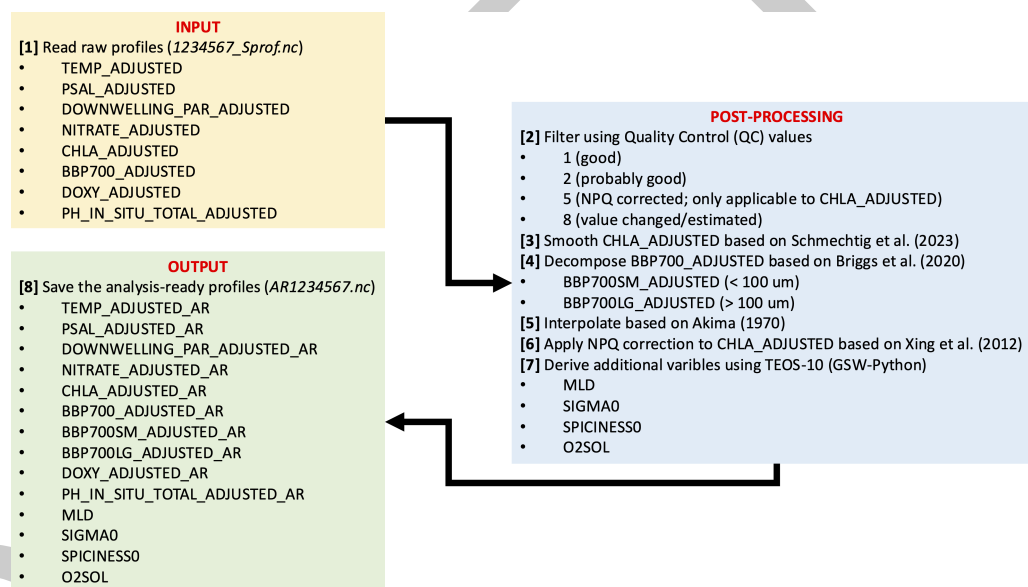 INPUT
[1] Read raw profiles (1234567_Sprof.nc)
• TEMP_ADJUSTED
• PSAL_ADJUSTED
• DOWNWELLING_PAR_ADJUSTED
• NITRATE_ADJUSTED
• CHLA_ADJUSTED
• BBP700_ADJUSTED
• DOXY_ADJUSTED
• PH_IN_SITU_TOTAL_ADJUSTED
POST-PROCESSING
[2] Filter using Quality Control (QC) values
• 1 (good)
• 2 (probably good)
• 5 (NPQ corrected; only applicable to CHLA_ADJUSTED)
• 8 (value changed/estimated)
[3] Smooth CHLA_ADJUSTED based on Schmechtig et al. (2023)
[4] Decompose BBP700_ADJUSTED based on Briggs et al. (2020)
• BBP700SM_ADJUSTED (< 100 um)
• BBP700LG_ADJUSTED (> 100 um)
[5] Interpolate based on Akima (1970)
[6] Apply NPQ correction to CHLA_ADJUSTED based on Xing et al. (2012)
[7] Derive additional varibles using TEOS-10 (GSW-Python)
• MLD
• SIGMA0
• SPICINESS0
• O2SOL
OUTPUT
[8] Save the analysis-ready profiles (AR1234567.nc)
• TEMP_ADJUSTED_AR
• PSAL_ADJUSTED_AR
• DOWNWELLING_PAR_ADJUSTED_AR
• NITRATE_ADJUSTED_AR
• CHLA_ADJUSTED_AR
• BBP700_ADJUSTED_AR
• BBP700SM_ADJUSTED_AR
• BBP700LG_ADJUSTED_AR
• DOXY_ADJUSTED_AR
• PH_IN_SITU_TOTAL_ADJUSTED_AR
• MLD
• SIGMA0
• SPICINESS0
• O2SOL